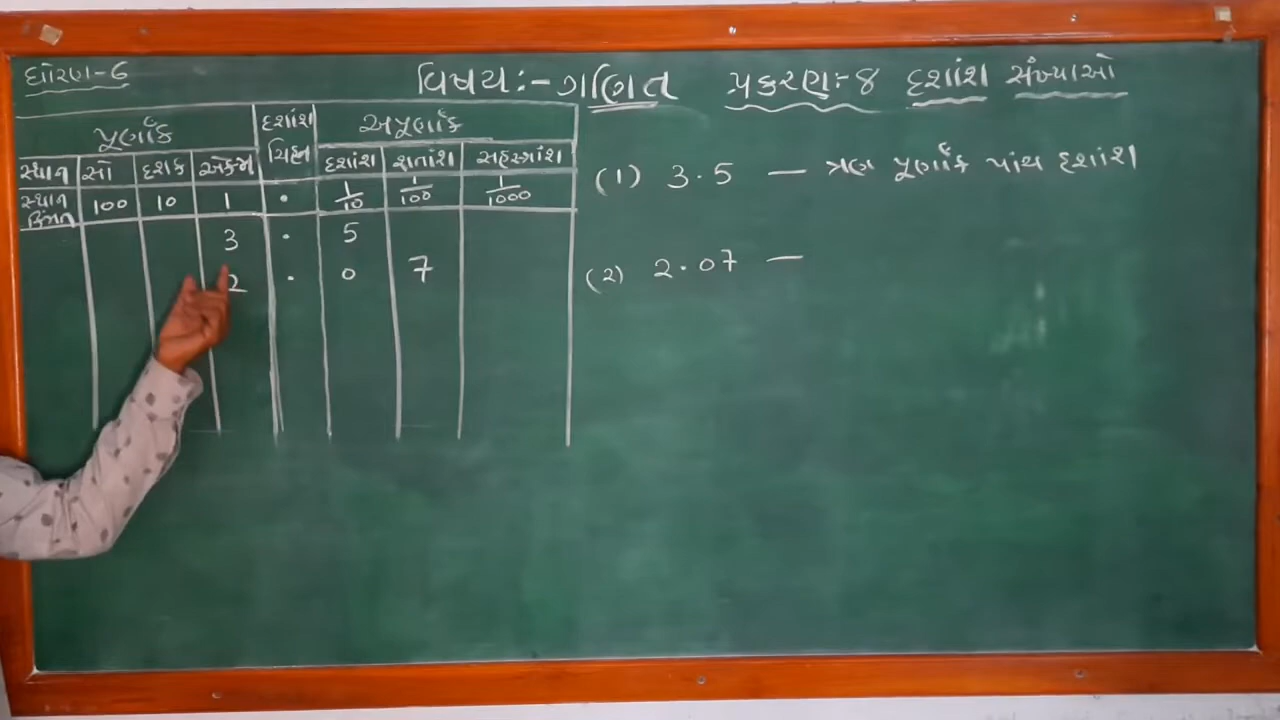 ધોરણ-6
વિષય:- ગણિત પ્રકરણ:-૪ દશાંશ સંખ્યાઓ
પૂર્ણાંક દશાંશ ચિહ્ન અપૂર્ણાંક
સ્થાન સો દશક એકમ દશાંશ શતાંશ સહસ્ત્રાંશ
સ્થાન કિંમત 100 10 1 . 1/10 1/100 1/1000
3 . 5
2 . 0 7
(1) 3.5 — ત્રણ પૂર્ણાંક પાંચ દશાંશ
(2) 2.07 —